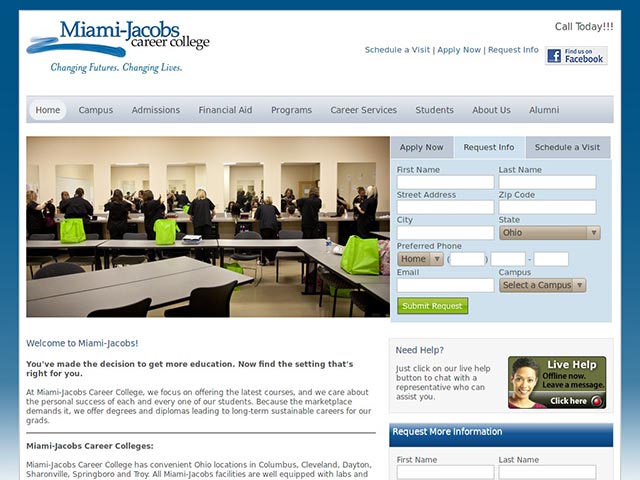 Miami-Jacobs
career college
Changing Futures. Changing Lives.
Call Today!!!
Schedule a Visit | Apply Now | Request Info
Find us on
Facebook
Home Campus Admissions Financial Aid Programs Career Services Students About Us Alumni
Apply Now Request Info Schedule a Visit
First Name Last Name
Street Address Zip Code
City State
Ohio
Preferred Phone
Home ( ) -
Email Campus
Select a Campus
Submit Request
Welcome to Miami-Jacobs!
You've made the decision to get more education. Now find the setting that's
right for you.
At Miami-Jacobs Career College, we focus on offering the latest courses, and we care about
the personal success of each and every one of our students. Because the marketplace
demands it, we offer degrees and diplomas leading to long-term sustainable careers for our
grads.
Miami-Jacobs Career Colleges:
Miami-Jacobs Career College has convenient Ohio locations in Columbus, Cleveland, Dayton,
Sharonville, Springboro and Troy. All Miami-Jacobs facilities are well equipped with labs and
Need Help?
Just click on our live help
button to chat with a
representative who can
assist you.
Live Help
Offline now.
Leave a message.
Click here
Request More Information
First Name Last Name